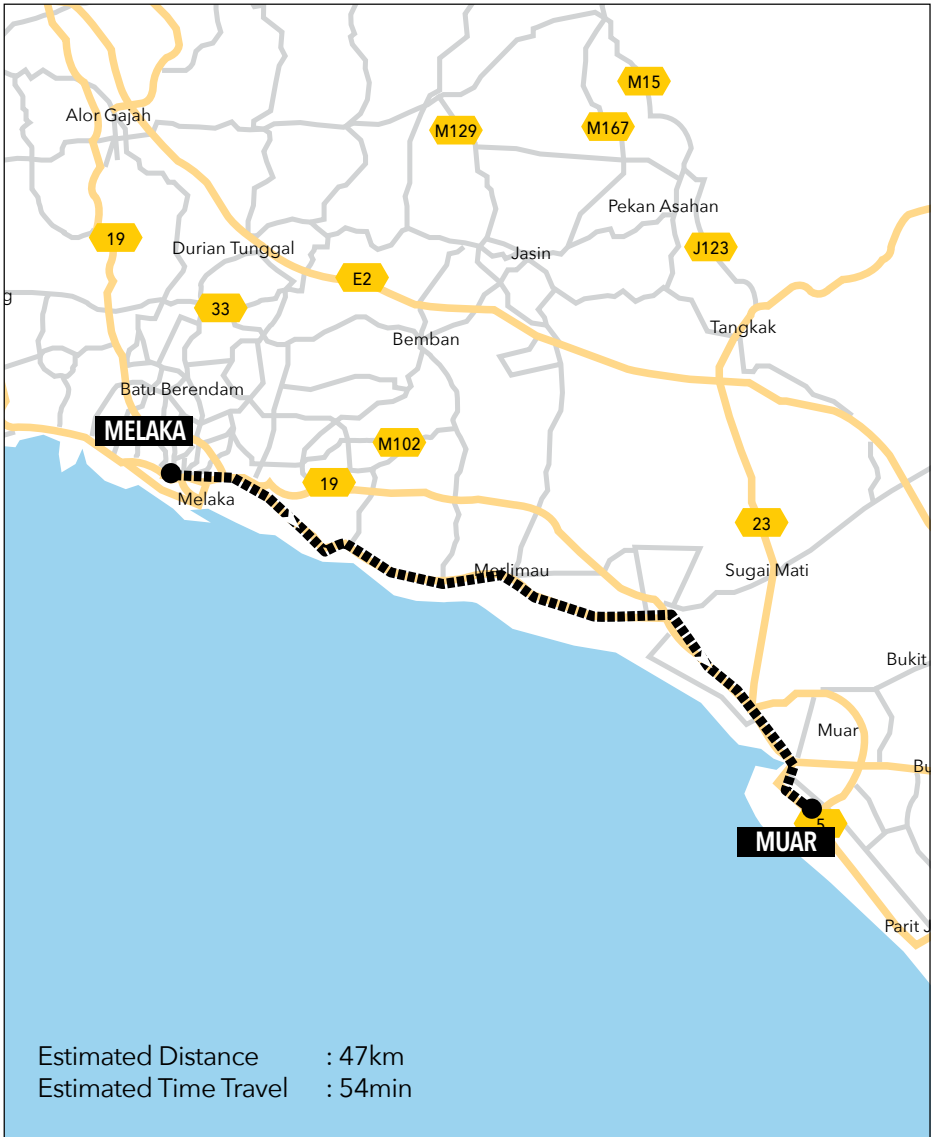 M15
Alor Gajah
M129
M167
Pekan Asahan
19
Durian Tunggal
J123
Jasin
E2
g
33
Tangkak
Bemban
Batu Berendam
MELAKA
M102
19
Melaka
23
Merlimau
Sugai Mati
Bukit
Muar
Bu
5
MUAR
Parit J
Estimated Distance : 47km
Estimated Time Travel : 54min